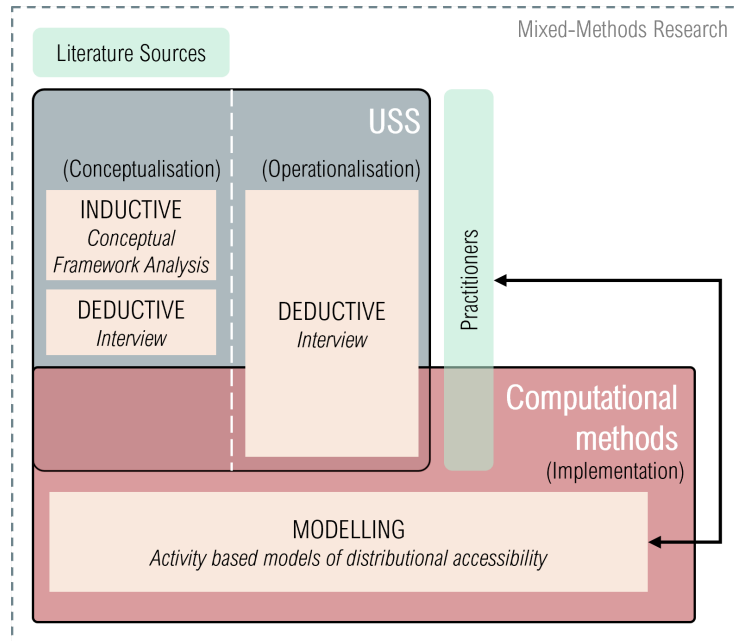 Mixed-Methods Research
Literature Sources
USS
(Conceptualisation)
(Operationalisation)
INDUCTIVE
Conceptual
Framework Analysis
DEDUCTIVE
Interview
DEDUCTIVE
Interview
Practitioners
Computational
methods
(Implementation)
MODELLING
Activity based models of distributional accessibility